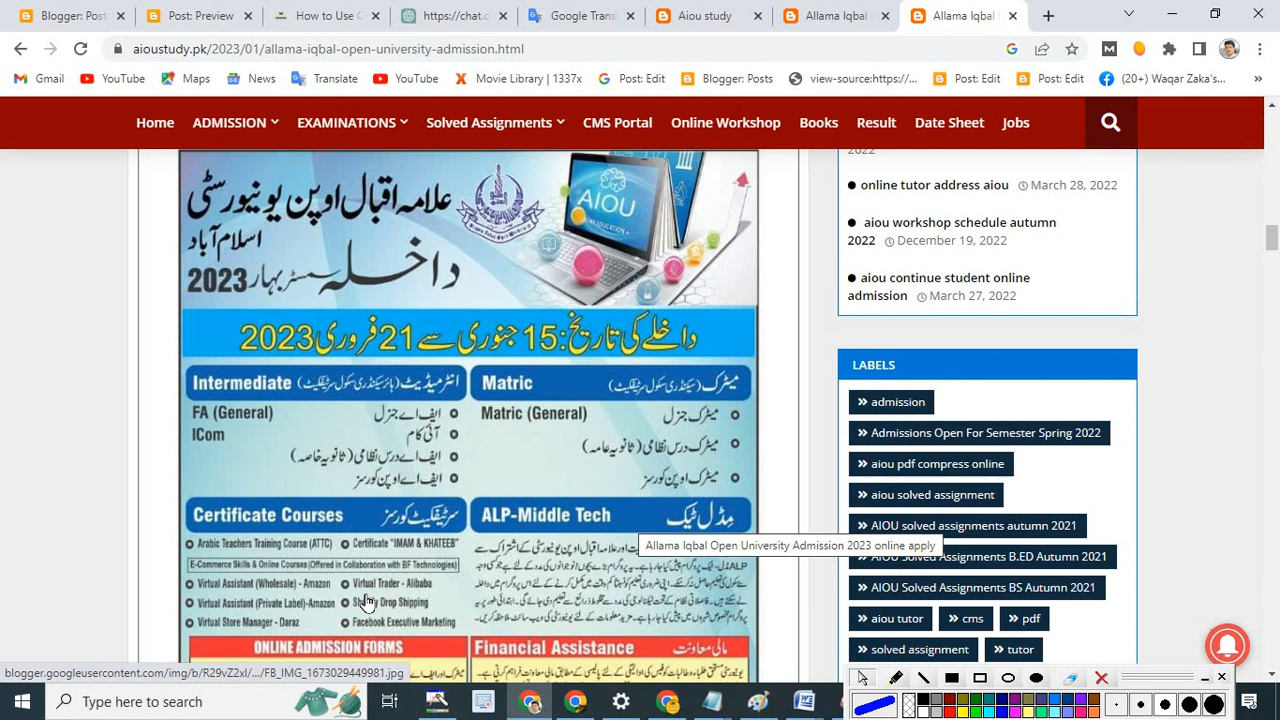 Blogger: Post:
Post: Preview
How to Use C
https://chat.o
Google Trans
Aiou study
Allama Iqbal
Allama Iqbal
aioustudy.pk/2023/01/allama-iqbal-open-university-admission.html
Gmail YouTube Maps News Translate YouTube Movie Library | 1337x Post: Edit Blogger: Posts view-source:https://... Post: Edit Post: Edit (20+) Waqar Zaka's... »
Home ADMISSION EXAMINATIONS Solved Assignments CMS Portal Online Workshop Books Result Date Sheet Jobs
علامہ اقبال اوپن یونیورسٹی
اسلام آباد
داخلہ سمسٹر بہار 2023
AIOU
داخلے کی تاریخ: 15 جنوری سے 21 فروری 2023
Intermediate انٹرمیڈیٹ (ہائر سیکنڈری سکول سرٹیفکیٹ)
FA (General) ایف اے جنرل
ICom آئی کام
ایف اے درس نظامی (ثانویہ خاصہ)
ایف اے اوپن کورسز
Matric میٹرک (سیکنڈری سکول سرٹیفکیٹ)
Matric (General) میٹرک جنرل
میٹرک درس نظامی (ثانویہ عامہ)
میٹرک اوپن کورسز
Certificate Courses سرٹیفکیٹ کورسز
Arabic Teachers Training Course (ATTC) Certificate "IMAM & KHATEEB"
E-Commerce Skills & Online Courses (Offered in Collaboration with BF Technologies)
Virtual Assistant (Wholesale) - Amazon Virtual Trader - Alibaba
Virtual Assistant (Private Label)-Amazon Drop Shipping
Virtual Store Manager - Daraz Facebook Executive Marketing
ALP-Middle Tech مڈل ٹیک
ONLINE ADMISSION FORMS
Financial Assistance مالی معاونت
Allama Iqbal Open University Admission 2023 online apply
2022
online tutor address aiou March 28, 2022
aiou workshop schedule autumn
2022 December 19, 2022
aiou continue student online
admission March 27, 2022
LABELS
» admission
» Admissions Open For Semester Spring 2022
» aiou pdf compress online
» aiou solved assignment
» AIOU solved assignments autumn 2021
AIOU Solved Assignments B.ED Autumn 2021
» AIOU Solved Assignments BS Autumn 2021
» aiou tutor » cms » pdf
» solved assignment » tutor
blogger.googleusercontent.com/img/b/R29vZ2xl/.../FB_IMG_1673029449981.jpg
Type here to search